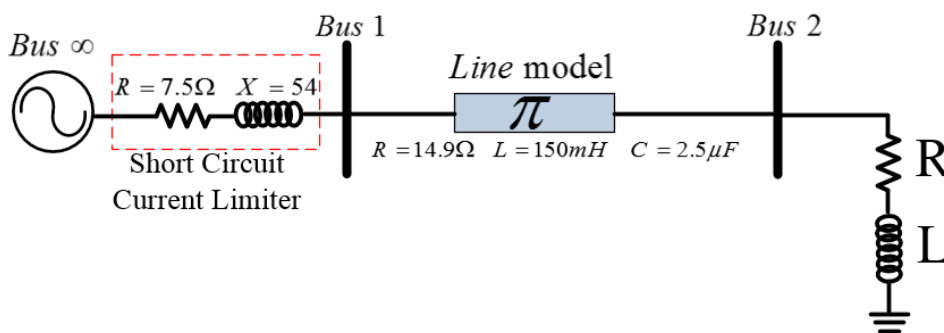 Bus ∞
R = 7.5Ω X = 54
Short Circuit
Current Limiter
Bus 1
Line model
π
R = 14.9Ω L = 150mH C = 2.5μF
Bus 2
R
L